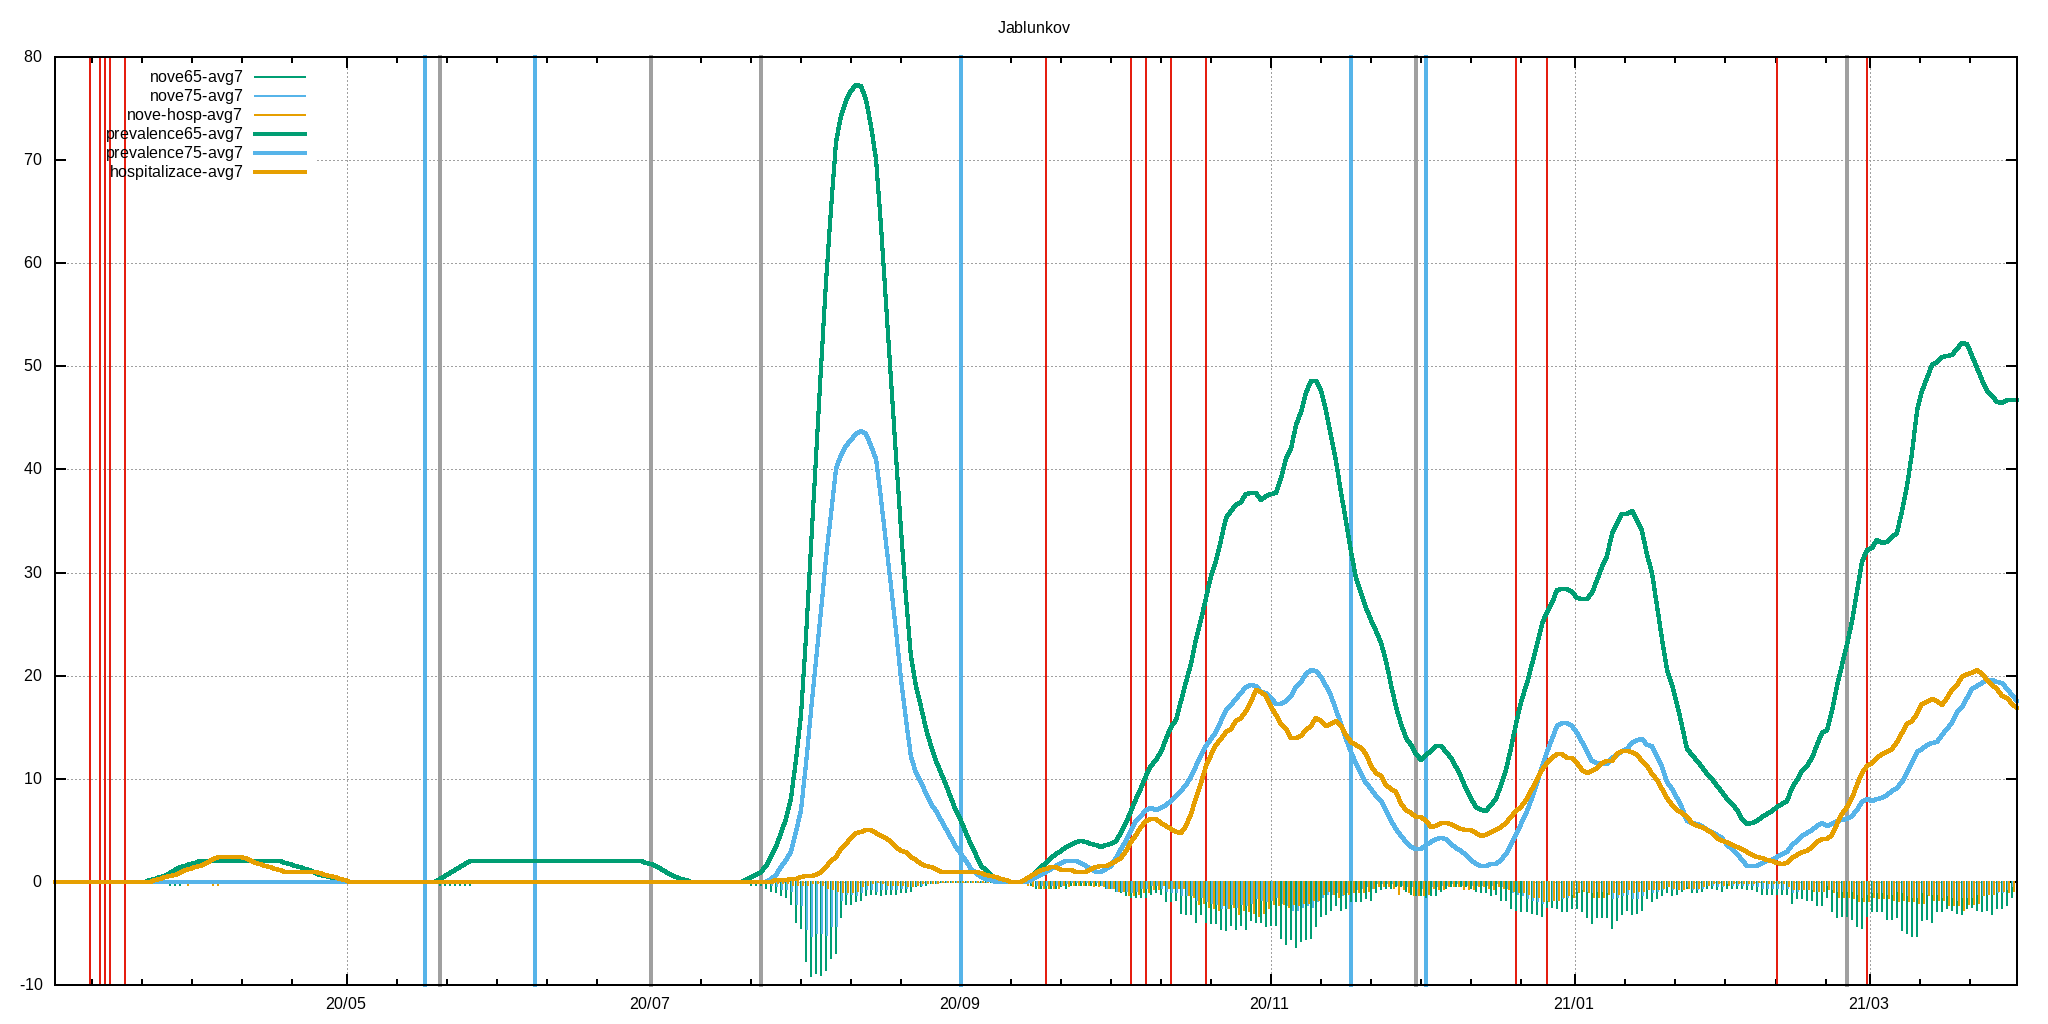 Jablunkov
80
nove65-avg7
nove75-avg7
nove-hosp-avg7
prevalence65-avg7
prevalence75-avg7
hospitalizace-avg7
70
60
50
40
30
20
10
0
-10
20/05 20/07 20/09 20/11 21/01 21/03